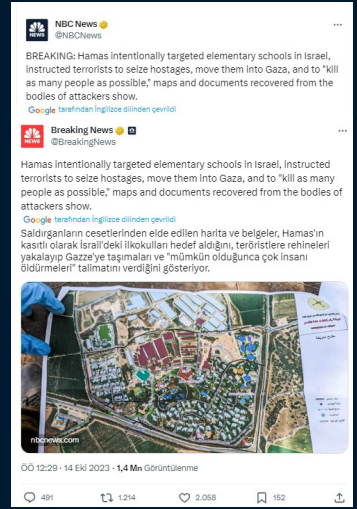 NBC News
@NBCNews
BREAKING: Hamas intentionally targeted elementary schools in Israel,
instructed terrorists to seize hostages, move them into Gaza, and to "kill
as many people as possible," maps and documents recovered from the
bodies of attackers show.
Google tarafından İngilizce dilinden çevrildi
NEWS
Breaking News
@BreakingNews
Hamas intentionally targeted elementary schools in Israel, instructed
terrorists to seize hostages, move them into Gaza, and to "kill as many
people as possible," maps and documents recovered from the bodies of
attackers show.
Google tarafından İngilizce dilinden çevrildi
Saldırganların cesetlerinden elde edilen harita ve belgeler, Hamas'ın
kasıtlı olarak İsrail'deki ilkokulları hedef aldığını, teröristlere rehineleri
yakalayıp Gazze'ye taşımaları ve "mümkün olduğunca çok insanı
öldürmeleri" talimatını verdiğini gösteriyor.
nbcnews.com
ÖÖ 12:29 · 14 Eki 2023 · 1,4 Mn Görüntülenme
491 1.214 2.058 152